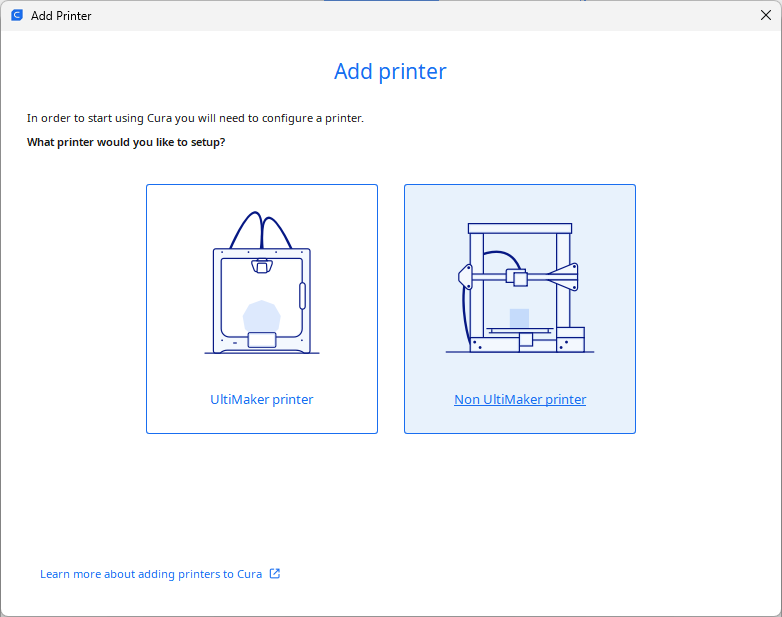 Add Printer
Add printer
In order to start using Cura you will need to configure a printer.
What printer would you like to setup?
UltiMaker printer
Non UltiMaker printer
Learn more about adding printers to Cura